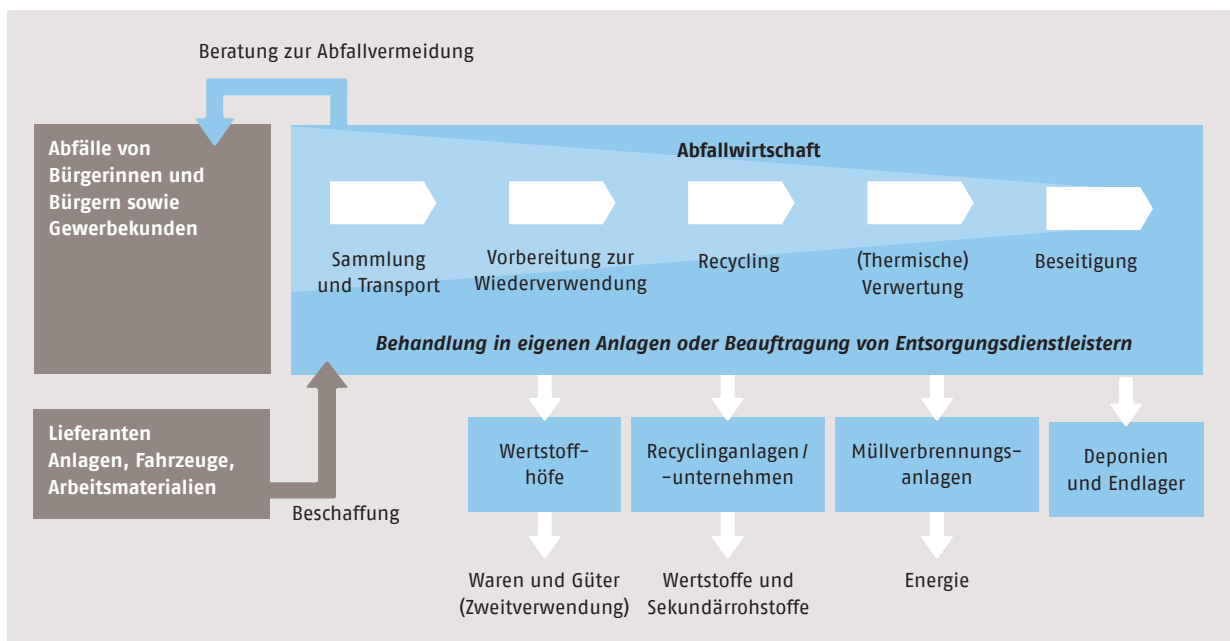 Beratung zur Abfallvermeidung
Abfälle von
Bürgerinnen und
Bürgern sowie
Gewerbekunden
Abfallwirtschaft
Sammlung
und Transport
Vorbereitung zur
Wiederverwendung
Recycling
(Thermische)
Verwertung
Beseitigung
Behandlung in eigenen Anlagen oder Beauftragung von Entsorgungsdienstleistern
Lieferanten
Anlagen, Fahrzeuge,
Arbeitsmaterialien
Beschaffung
Wertstoff-
höfe
Recyclinganlagen/
-unternehmen
Müllverbrennungs-
anlagen
Deponien
und Endlager
Waren und Güter
(Zweitverwendung)
Wertstoffe und
Sekundärrohstoffe
Energie